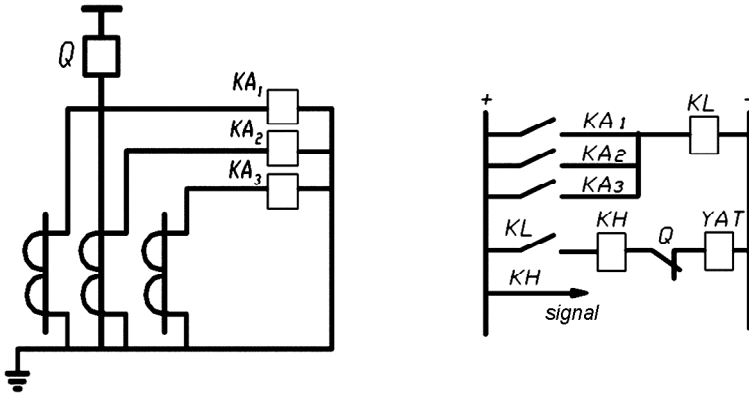 Q
KA1
KA2
KA3
+
-
KL
KA1
KA2
KA3
KL
KH
Q
YAT
KH
signal